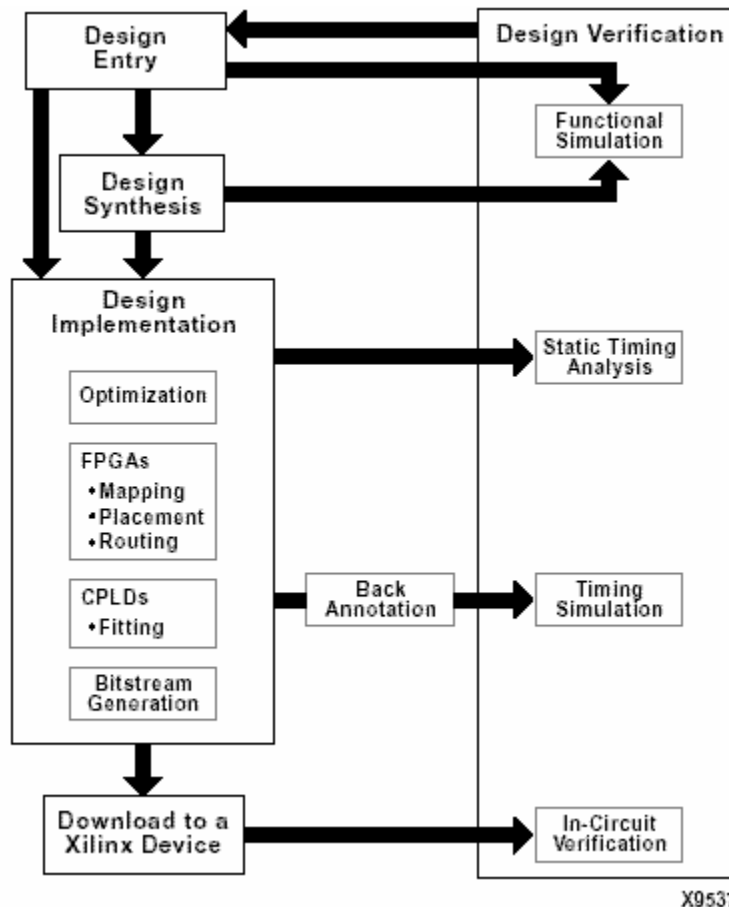 Design
Entry
Design Verification
Functional
Simulation
Design
Synthesis
Design
Implementation
Static Timing
Analysis
Optimization
FPGAs
•Mapping
•Placement
•Routing
Back
Annotation
Timing
Simulation
CPLDs
•Fitting
Bitstream
Generation
Download to a
Xilinx Device
In-Circuit
Verification